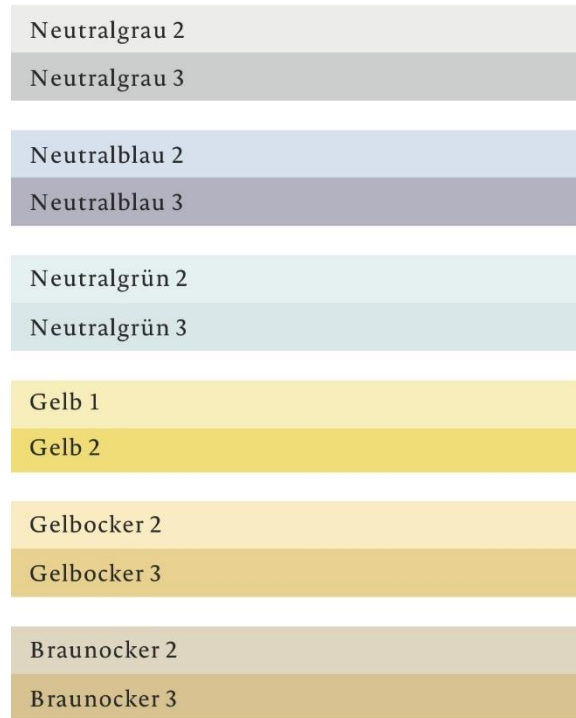 Neutralgrau 2
Neutralgrau 3
Neutralblau 2
Neutralblau 3
Neutralgrün 2
Neutralgrün 3
Gelb 1
Gelb 2
Gelbocker 2
Gelbocker 3
Braunocker 2
Braunocker 3